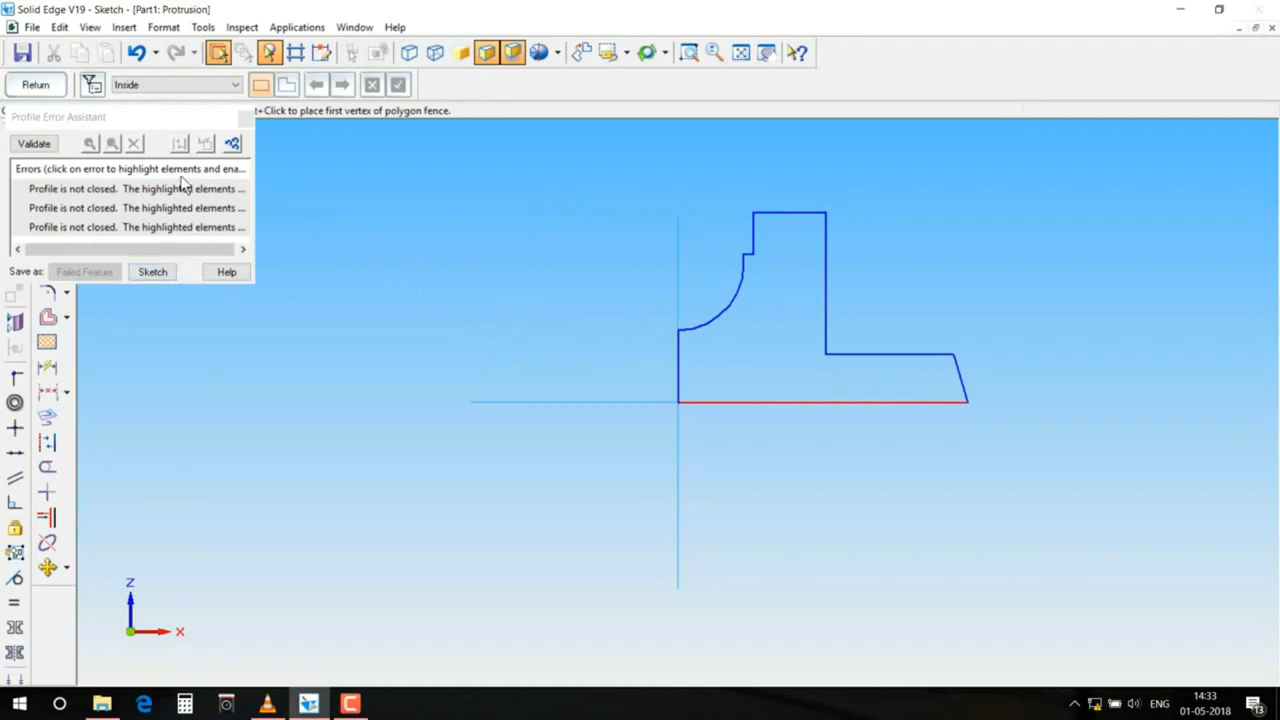 Solid Edge V19 - Sketch - [Part1: Protrusion]
File Edit View Insert Format Tools Inspect Applications Window Help
Return Inside
t+Click to place first vertex of polygon fence.
Profile Error Assistant
Validate
Errors (click on error to highlight elements and ena...
Profile is not closed. The highlighted elements ...
Profile is not closed. The highlighted elements ...
Profile is not closed. The highlighted elements ...
Save as: Failed Feature Sketch Help
Z
X
ENG
14:33
01-05-2018
13